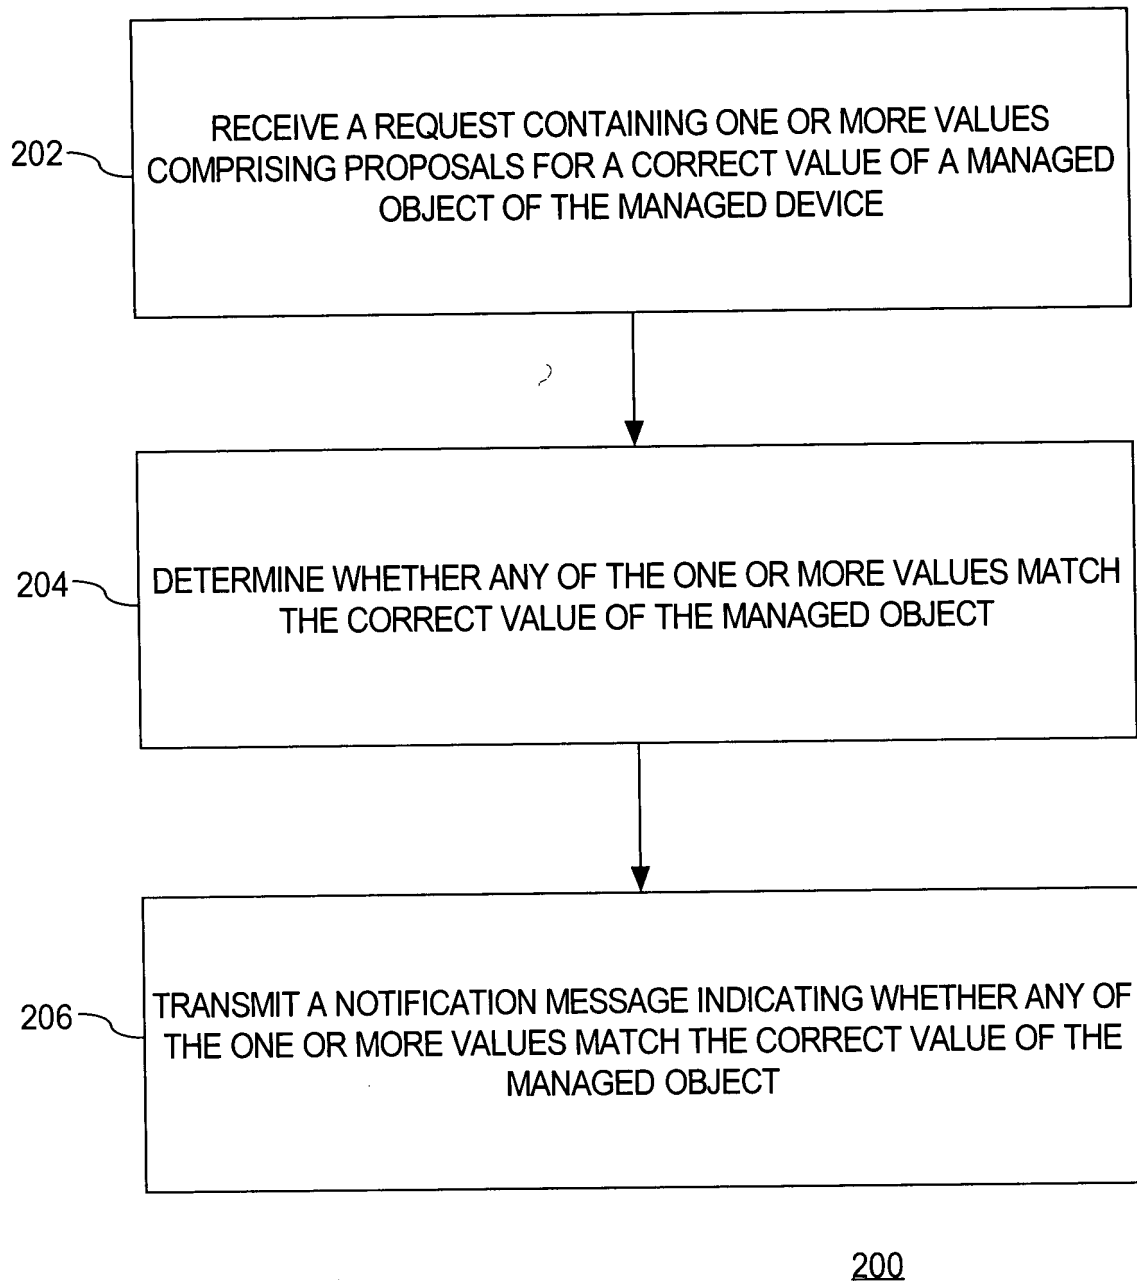 202
RECEIVE A REQUEST CONTAINING ONE OR MORE VALUES
COMPRISING PROPOSALS FOR A CORRECT VALUE OF A MANAGED
OBJECT OF THE MANAGED DEVICE
204
DETERMINE WHETHER ANY OF THE ONE OR MORE VALUES MATCH
THE CORRECT VALUE OF THE MANAGED OBJECT
206
TRANSMIT A NOTIFICATION MESSAGE INDICATING WHETHER ANY OF
THE ONE OR MORE VALUES MATCH THE CORRECT VALUE OF THE
MANAGED OBJECT
200